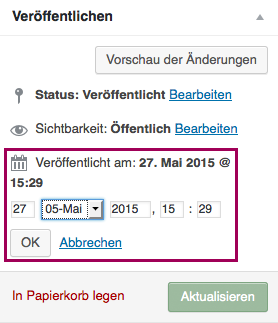 Veröffentlichen
Vorschau der Änderungen
Status: Veröffentlicht Bearbeiten
Sichtbarkeit: Öffentlich Bearbeiten
Veröffentlicht am: 27. Mai 2015 @
15:29
27 05-Mai 2015 , 15 : 29
OK Abbrechen
In Papierkorb legen Aktualisieren